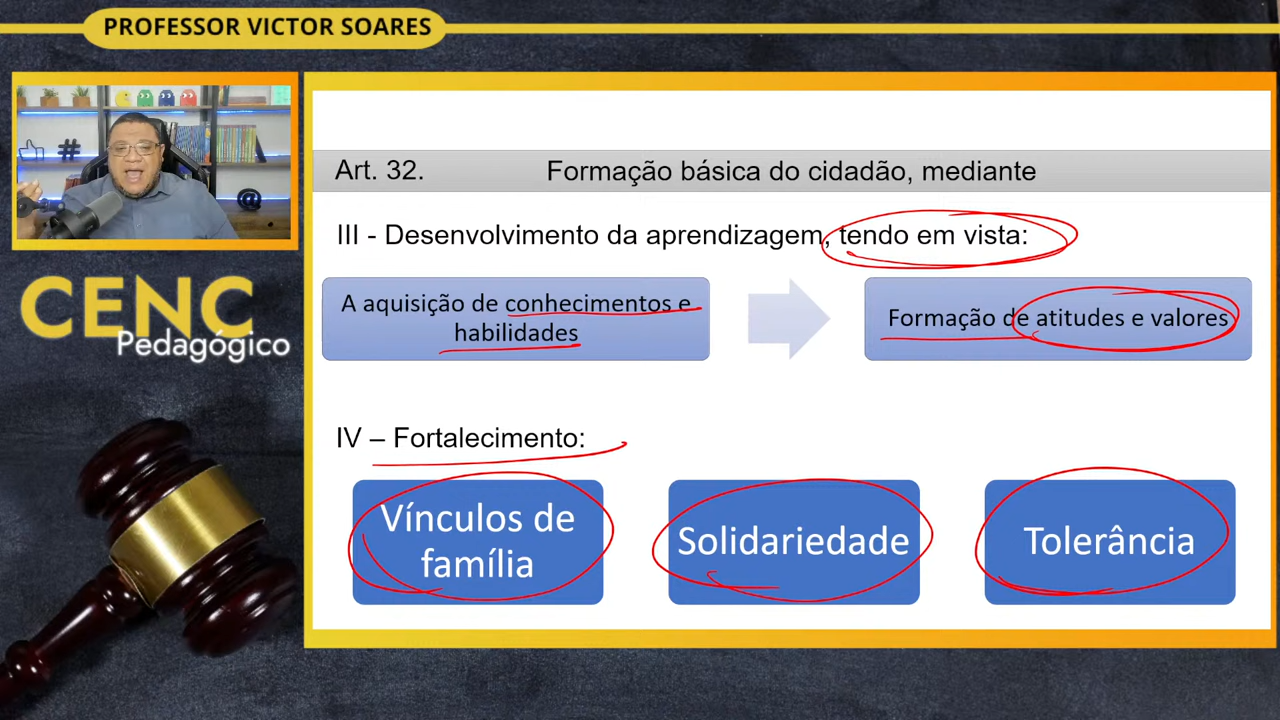 PROFESSOR VICTOR SOARES
#
@
CENC
Pedagógico
Art. 32. Formação básica do cidadão, mediante
III - Desenvolvimento da aprendizagem, tendo em vista:
A aquisição de conhecimentos e
habilidades
Formação de atitudes e valores
IV – Fortalecimento:
Vínculos de
família
Solidariedade
Tolerância